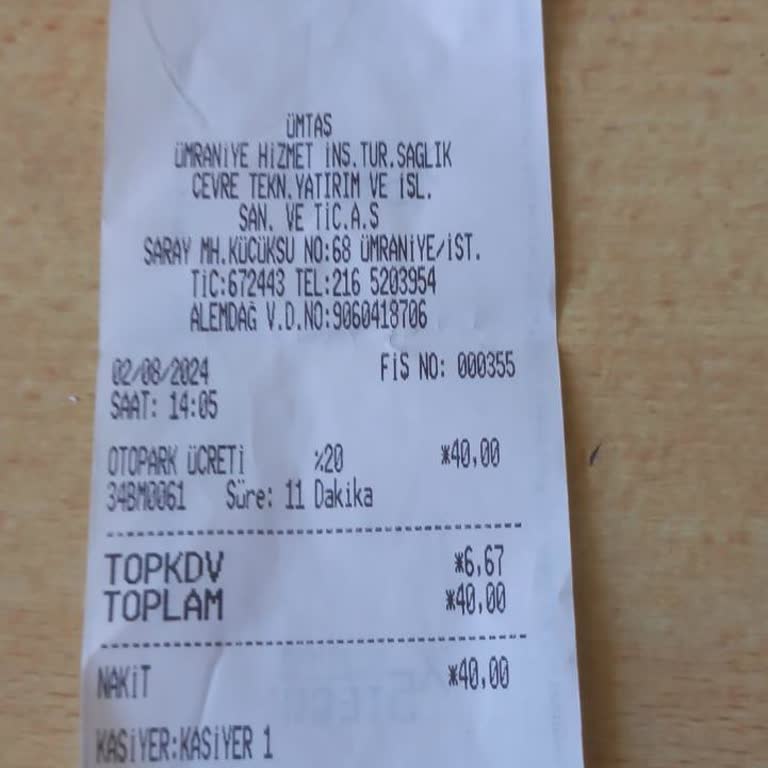 ÜMTAŞ
ÜMRANİYE HİZMET İNS.TUR.SAGLIK
ÇEVRE TEKN.YATIRIM VE İŞL.
SAN. VE TİC.A.Ş
SARAY MH.KÜÇÜKSU NO:68 ÜMRANİYE/İST.
TİC:672443 TEL:216 5203954
ALEMDAĞ V.D.NO:9060418706
02/08/2024 FİŞ NO: 000355
SAAT: 14:05
OTOPARK ÜCRETİ %20 *40,00
34BM0061 Süre: 11 Dakika
TOPKDV *6,67
TOPLAM *40,00
NAKİT *40,00
KASİYER:KASİYER 1